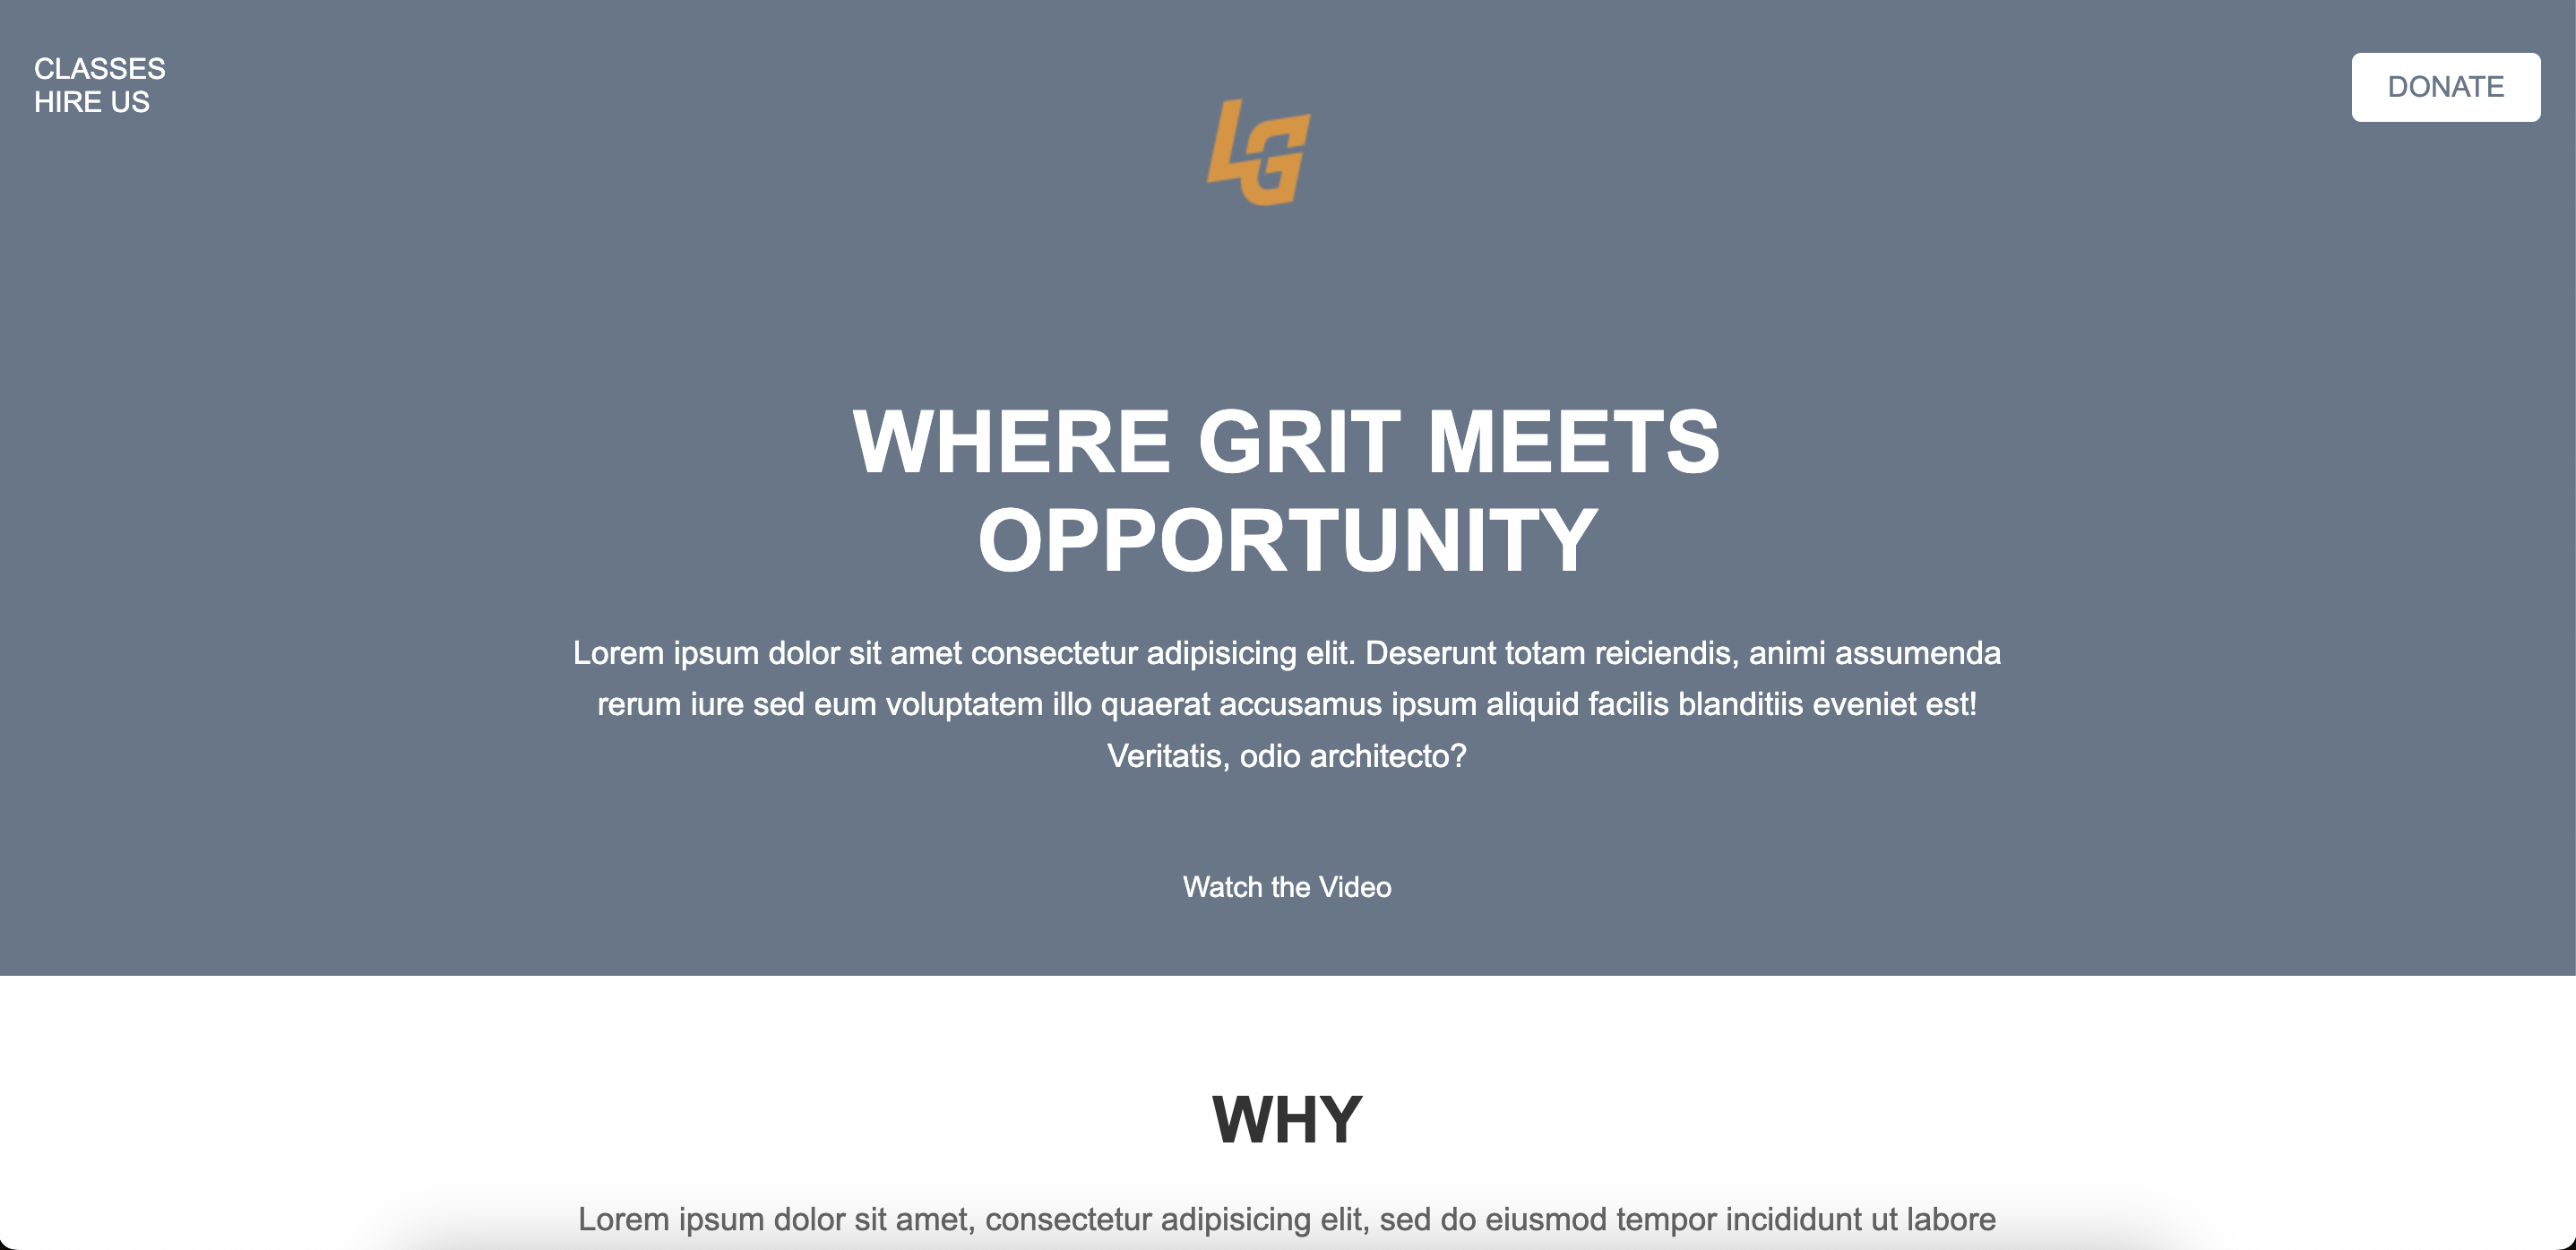 CLASSES
HIRE US
DONATE
LG
WHERE GRIT MEETS
OPPORTUNITY
Lorem ipsum dolor sit amet consectetur adipisicing elit. Deserunt totam reiciendis, animi assumenda
rerum iure sed eum voluptatem illo quaerat accusamus ipsum aliquid facilis blanditiis eveniet est!
Veritatis, odio architecto?
Watch the Video
WHY
Lorem ipsum dolor sit amet, consectetur adipisicing elit, sed do eiusmod tempor incididunt ut labore